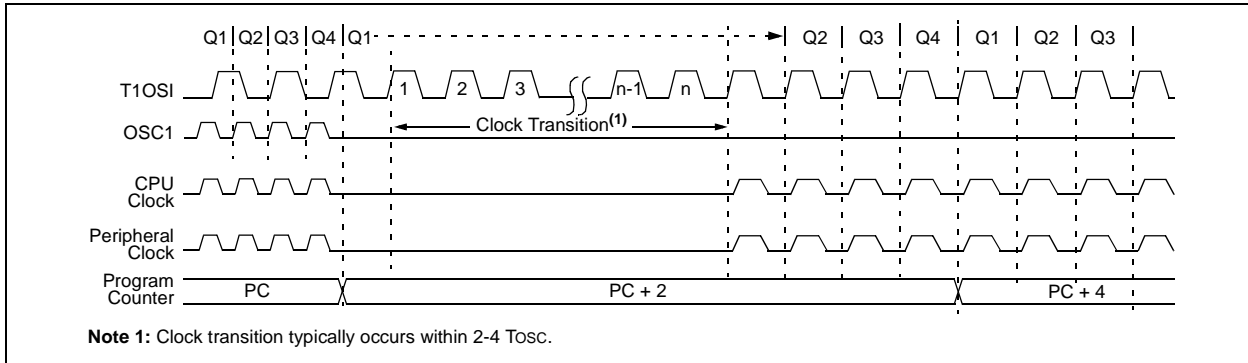 Q1 Q2 Q3 Q4 Q1 Q2 Q3 Q4 Q1 Q2 Q3
T1OSI
1 2 3 n-1 n
OSC1
Clock Transition(1)
CPU
Clock
Peripheral
Clock
Program
Counter
PC PC + 2 PC + 4
Note 1: Clock transition typically occurs within 2-4 TOSC.